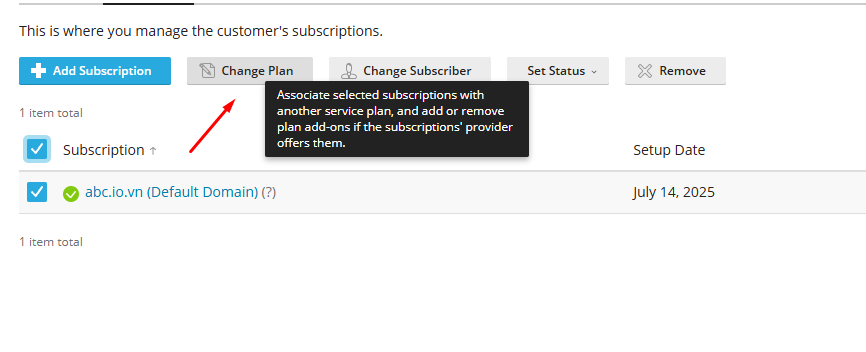 This is where you manage the customer's subscriptions.
Add Subscription Change Plan Change Subscriber Set Status Remove
Associate selected subscriptions with
another service plan, and add or remove
plan add-ons if the subscriptions' provider
offers them.
1 item total
Subscription ↑ Setup Date
abc.io.vn (Default Domain) (?) July 14, 2025
1 item total